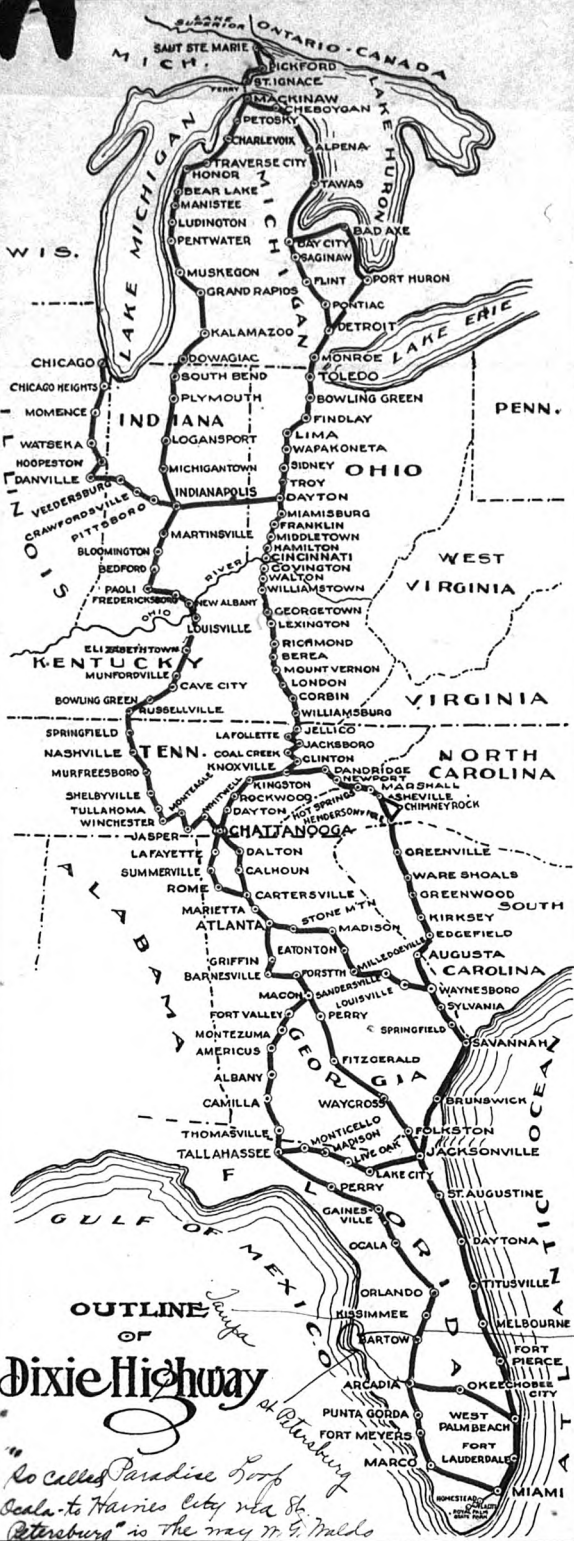 LAKE SUPERIOR
ONTARIO-CANADA
SAUT STE. MARIE
MICH.
PICKFORD
ST. IGNACE
FERRY
MACKINAW
CHEBOYGAN
PETOSKY
CHARLEVOIX
ALPENA
LAKE HURON
LAKE MICHIGAN
TRAVERSE CITY
HONOR
BEAR LAKE
TAWAS
MANISTEE
MICHIGAN
LUDINGTON
BAD AXE
WIS.
PENTWATER
BAY CITY
SAGINAW
MUSKEGON
FLINT
PORT HURON
GRAND RAPIDS
PONTIAC
KALAMAZOO
DETROIT
LAKE ERIE
CHICAGO
DOWAGIAC
MONROE
SOUTH BEND
TOLEDO
CHICAGO HEIGHTS
PLYMOUTH
BOWLING GREEN
PENN.
MOMENCE
INDIANA
FINDLAY
ILLINOIS
WATSEKA
LOGANSPORT
LIMA
WAPAKONETA
HOOPESTON
MICHIGANTOWN
SIDNEY
OHIO
DANVILLE
TROY
VEEDERSBURG
INDIANAPOLIS
DAYTON
CRAWFORDSVILLE
PITTSBORO
MIAMISBURG
FRANKLIN
MARTINSVILLE
MIDDLETOWN
HAMILTON
BLOOMINGTON
CINCINNATI
WEST VIRGINIA
BEDFORD
RIVER
COVINGTON
WALTON
PAOLI
WILLIAMSTOWN
FREDERICKSBURG
NEW ALBANY
OHIO
GEORGETOWN
LOUISVILLE
LEXINGTON
ELIZABETHTOWN
RICHMOND
KENTUCKY
BEREA
MUNFORDVILLE
MOUNT VERNON
CAVE CITY
LONDON
BOWLING GREEN
CORBIN
VIRGINIA
RUSSELLVILLE
WILLIAMSBURG
SPRINGFIELD
JELLICO
LAFOLLETTE
JACKSBORO
NASHVILLE
TENN.
COAL CREEK
CLINTON
NORTH CAROLINA
MURFREESBORO
KNOXVILLE
DANDRIDGE
KINGSTON
NEWPORT
MARSHALL
SHELBYVILLE
MONTEAGLE
WHITWELL
ROCKWOOD
HOT SPRINGS
ASHEVILLE
TULLAHOMA
DAYTON
HENDERSONVILLE
CHIMNEYROCK
WINCHESTER
JASPER
CHATTANOOGA
LAFAYETTE
DALTON
GREENVILLE
SUMMERVILLE
CALHOUN
WARE SHOALS
ROME
CARTERSVILLE
GREENWOOD
SOUTH
ALABAMA
MARIETTA
STONE MT'N
KIRKSEY
ATLANTA
MADISON
EDGEFIELD
EATONTON
AUGUSTA
GRIFFIN
MILLEDGEVILLE
CAROLINA
BARNESVILLE
FORSYTH
SANDERSVILLE
WAYNESBORO
MACON
LOUISVILLE
SYLVANIA
FORT VALLEY
PERRY
SPRINGFIELD
MONTEZUMA
SAVANNAH
AMERICUS
GEORGIA
FITZGERALD
ALBANY
CAMILLA
WAYCROSS
BRUNSWICK
ATLANTIC OCEAN
THOMASVILLE
MONTICELLO
FOLKSTON
MADISON
TALLAHASSEE
LIVE OAK
JACKSONVILLE
LAKE CITY
FLORIDA
PERRY
ST. AUGUSTINE
GAINESVILLE
GULF OF MEXICO
OCALA
DAYTONA
ORLANDO
TITUSVILLE
KISSIMMEE
MELBOURNE
Tampa
BARTOW
FORT PIERCE
OUTLINE
OF
Dixie Highway
ARCADIA
OKEECHOBEE CITY
St Petersburg
PUNTA GORDA
WEST PALM BEACH
FORT MEYERS
FORT LAUDERDALE
MARCO
MIAMI
HOMESTEAD
ROYAL PALM STATE PARK
"So called Paradise Loop
Ocala-to Haines City via St.
Petersburg" is the way W. G. Waldo